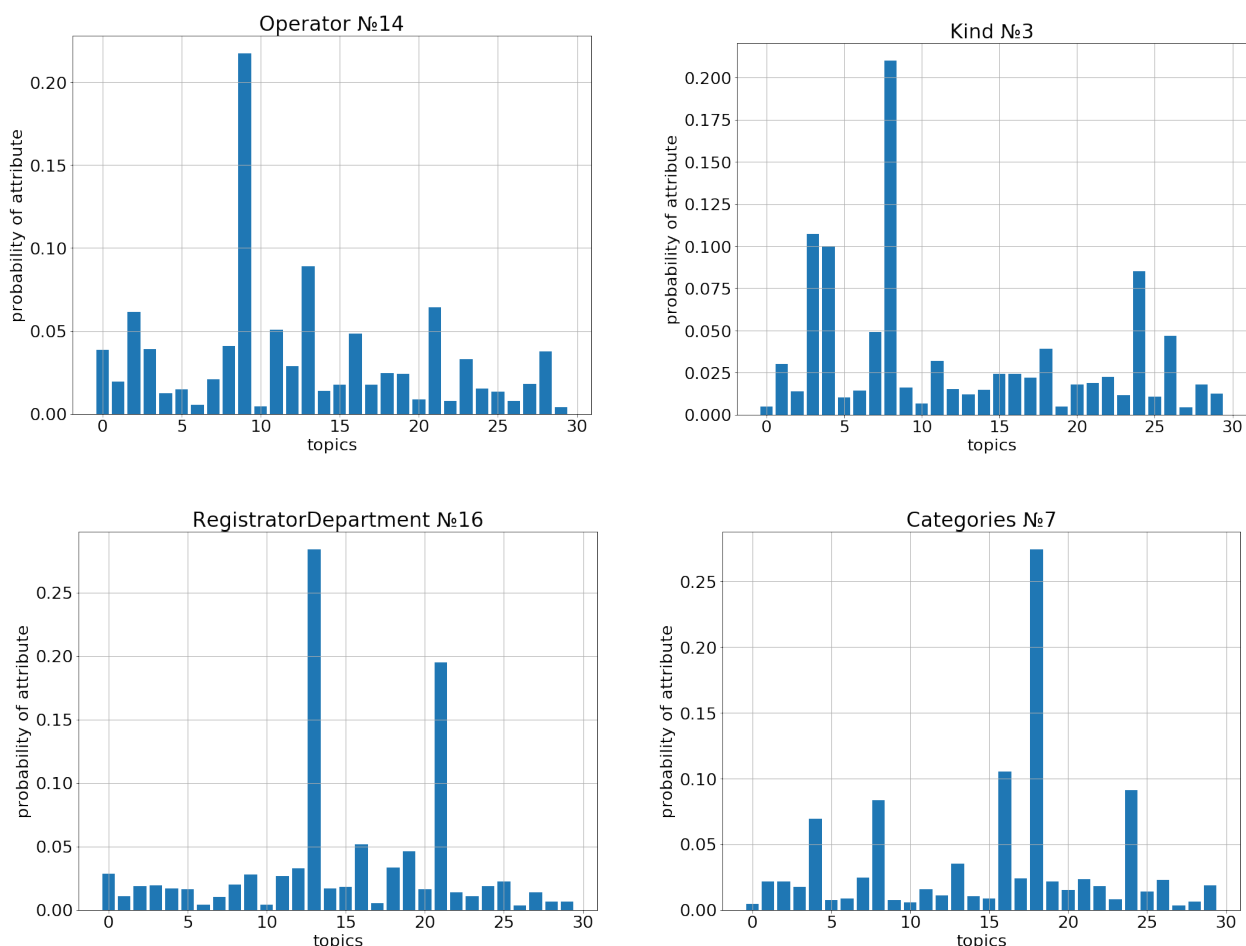 Operator №14
probability of attribute
0.20
0.15
0.10
0.05
0.00
0 5 10 15 20 25 30
topics
Kind №3
probability of attribute
0.200
0.175
0.150
0.125
0.100
0.075
0.050
0.025
0.000
0 5 10 15 20 25 30
topics
RegistratorDepartment №16
probability of attribute
0.25
0.20
0.15
0.10
0.05
0.00
0 5 10 15 20 25 30
topics
Categories №7
probability of attribute
0.25
0.20
0.15
0.10
0.05
0.00
0 5 10 15 20 25 30
topics